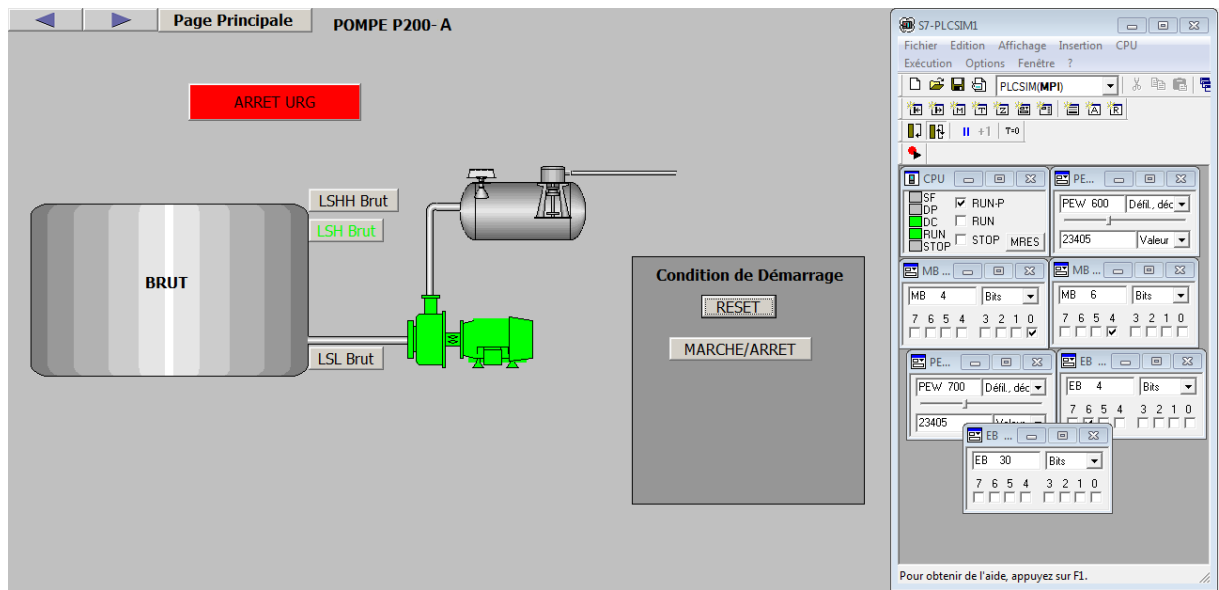 Page Principale
POMPE P200- A
ARRET URG
LSHH Brut
LSH Brut
BRUT
LSL Brut
Condition de Démarrage
RESET
MARCHE/ARRET
S7-PLCSIM1
Fichier Edition Affichage Insertion CPU
Exécution Options Fenêtre ?
PLCSIM(MPI)
+1 T=0
CPU
SF
DP
DC
RUN
STOP
RUN-P
RUN
STOP MRES
PE...
PEW 600 Défil., déc
23405 Valeur
MB ...
MB 4 Bits
7 6 5 4 3 2 1 0
MB ...
MB 6 Bits
7 6 5 4 3 2 1 0
PE...
PEW 700 Défil., déc
23405
EB ...
EB 4 Bits
7 6 5 4 3 2 1 0
EB ...
EB 30 Bits
7 6 5 4 3 2 1 0
Pour obtenir de l'aide, appuyez sur F1.